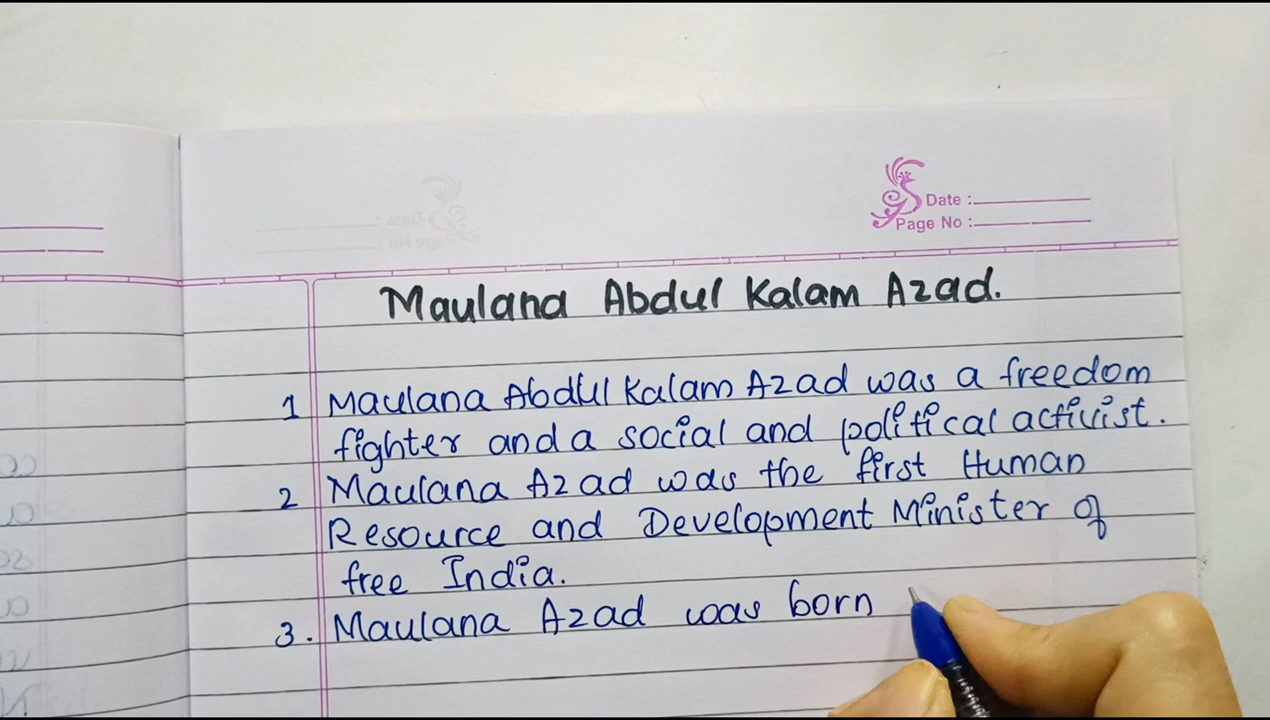 Date :
Page No :
Maulana Abdul Kalam Azad.
1 Maulana Abdul Kalam Azad was a freedom
fighter and a social and political activist.
2 Maulana Azad was the first Human
Resource and Development Minister of
free India.
3. Maulana Azad was born